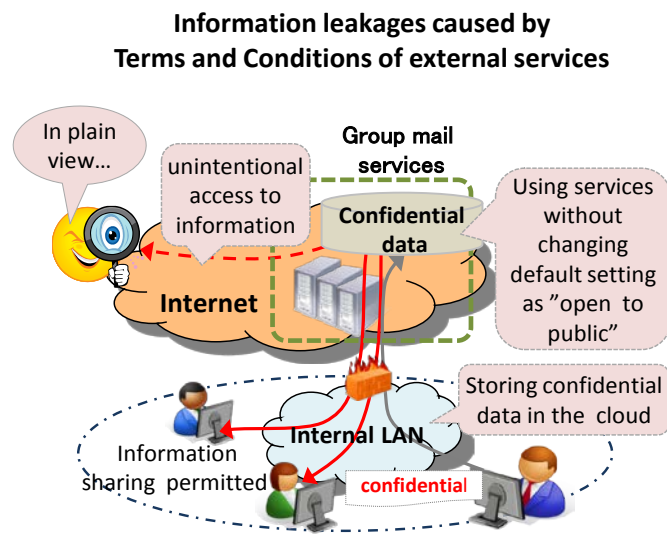 Information leakages caused by
Terms and Conditions of external services
In plain
view…
unintentional
access to
information
Group mail
services
Confidential
data
Using services
without
changing
default setting
as ”open to
public”
Internet
Storing confidential
data in the cloud
Internal LAN
Information
sharing permitted
confidential